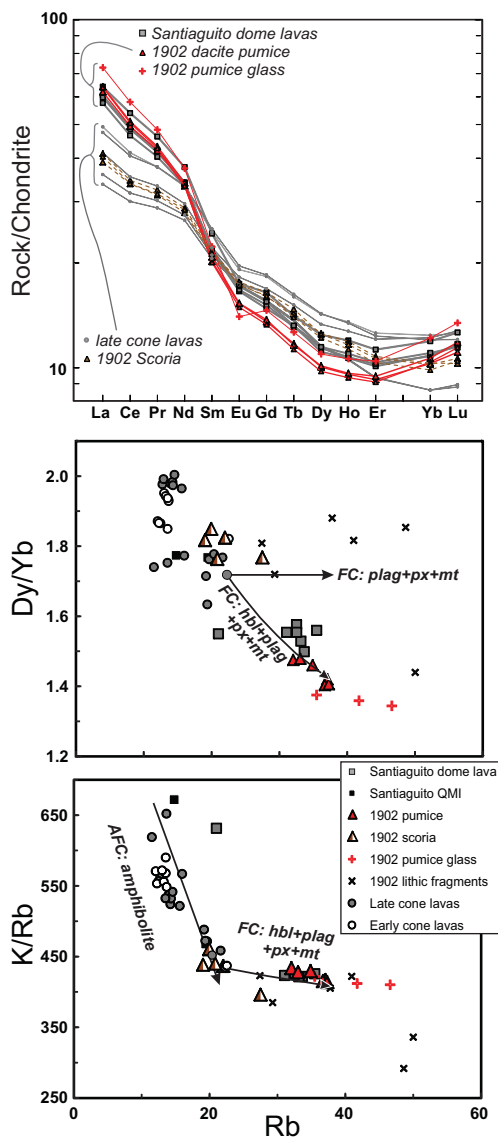 100
Santiaguito dome lavas
1902 dacite pumice
1902 pumice glass
Rock/Chondrite
late cone lavas
1902 Scoria
10
La Ce Pr Nd Sm Eu Gd Tb Dy Ho Er Yb Lu
2.0
1.8
1.6
1.4
1.2
Dy/Yb
FC: plag+px+mt
FC: hbl+plag
+px+mt
Santiaguito dome lava
Santiaguito QMI
1902 pumice
1902 scoria
1902 pumice glass
1902 lithic fragments
Late cone lavas
Early cone lavas
650
550
450
350
250
K/Rb
AFC: amphibolite
FC: hbl+plag
+px+mt
0 20 40 60
Rb